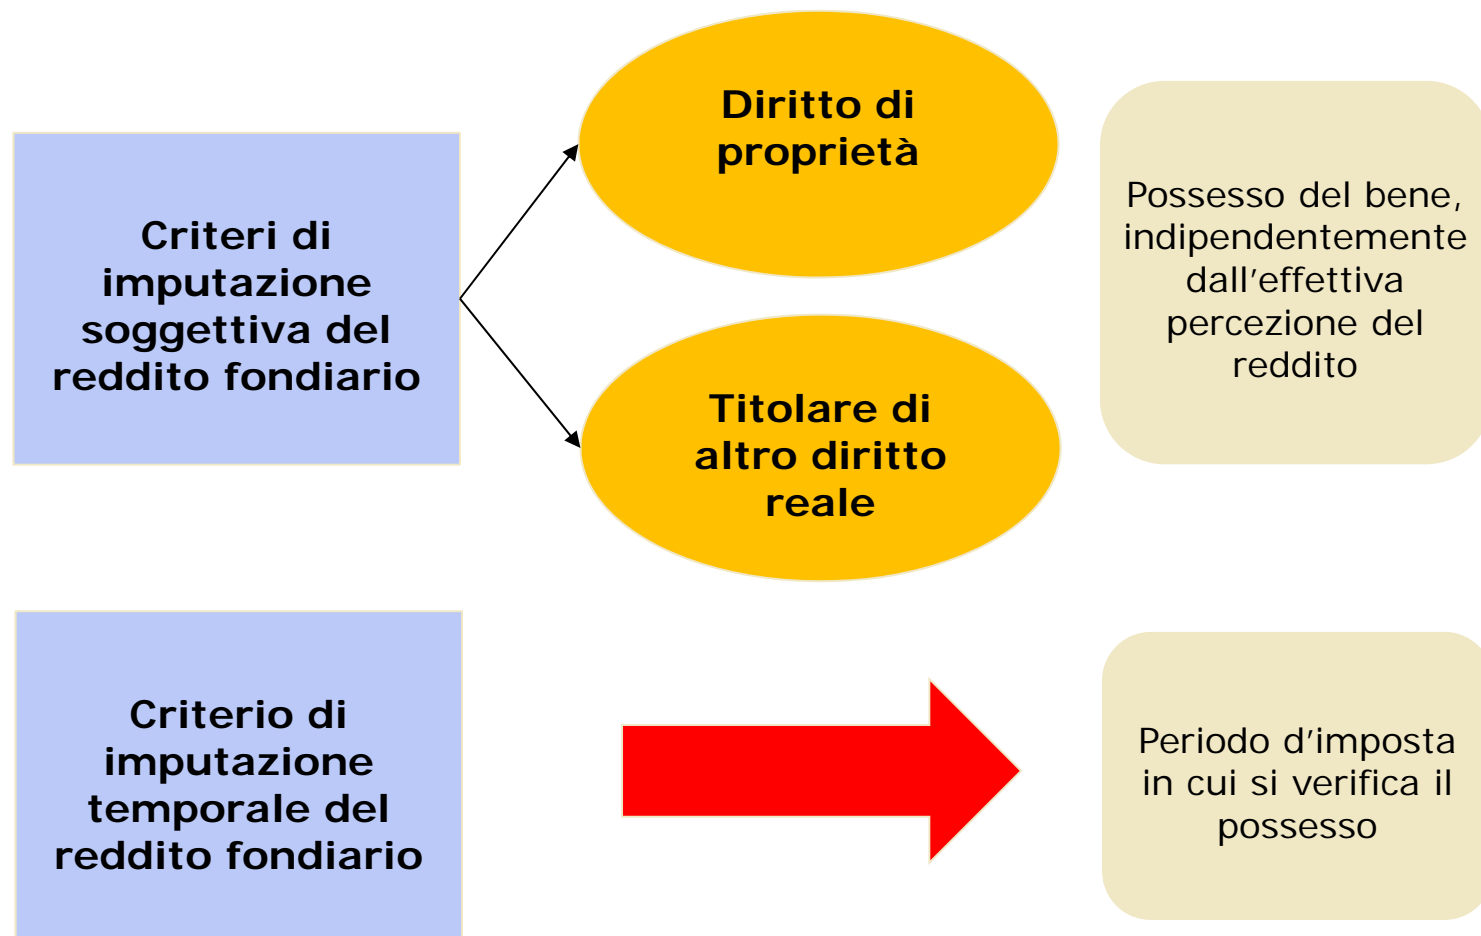 Criteri di
imputazione
soggettiva del
reddito fondiario
Diritto di
proprietà
Titolare di
altro diritto
reale
Possesso del bene,
indipendentemente
dall’effettiva
percezione del
reddito
Criterio di
imputazione
temporale del
reddito fondiario
Periodo d’imposta
in cui si verifica il
possesso